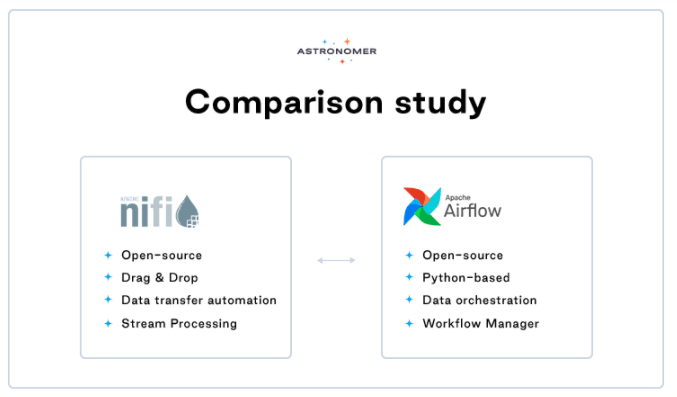 ASTRONOMER
Comparison study
APACHE
nifi
Open-source
Drag & Drop
Data transfer automation
Stream Processing
Apache
Airflow
Open-source
Python-based
Data orchestration
Workflow Manager